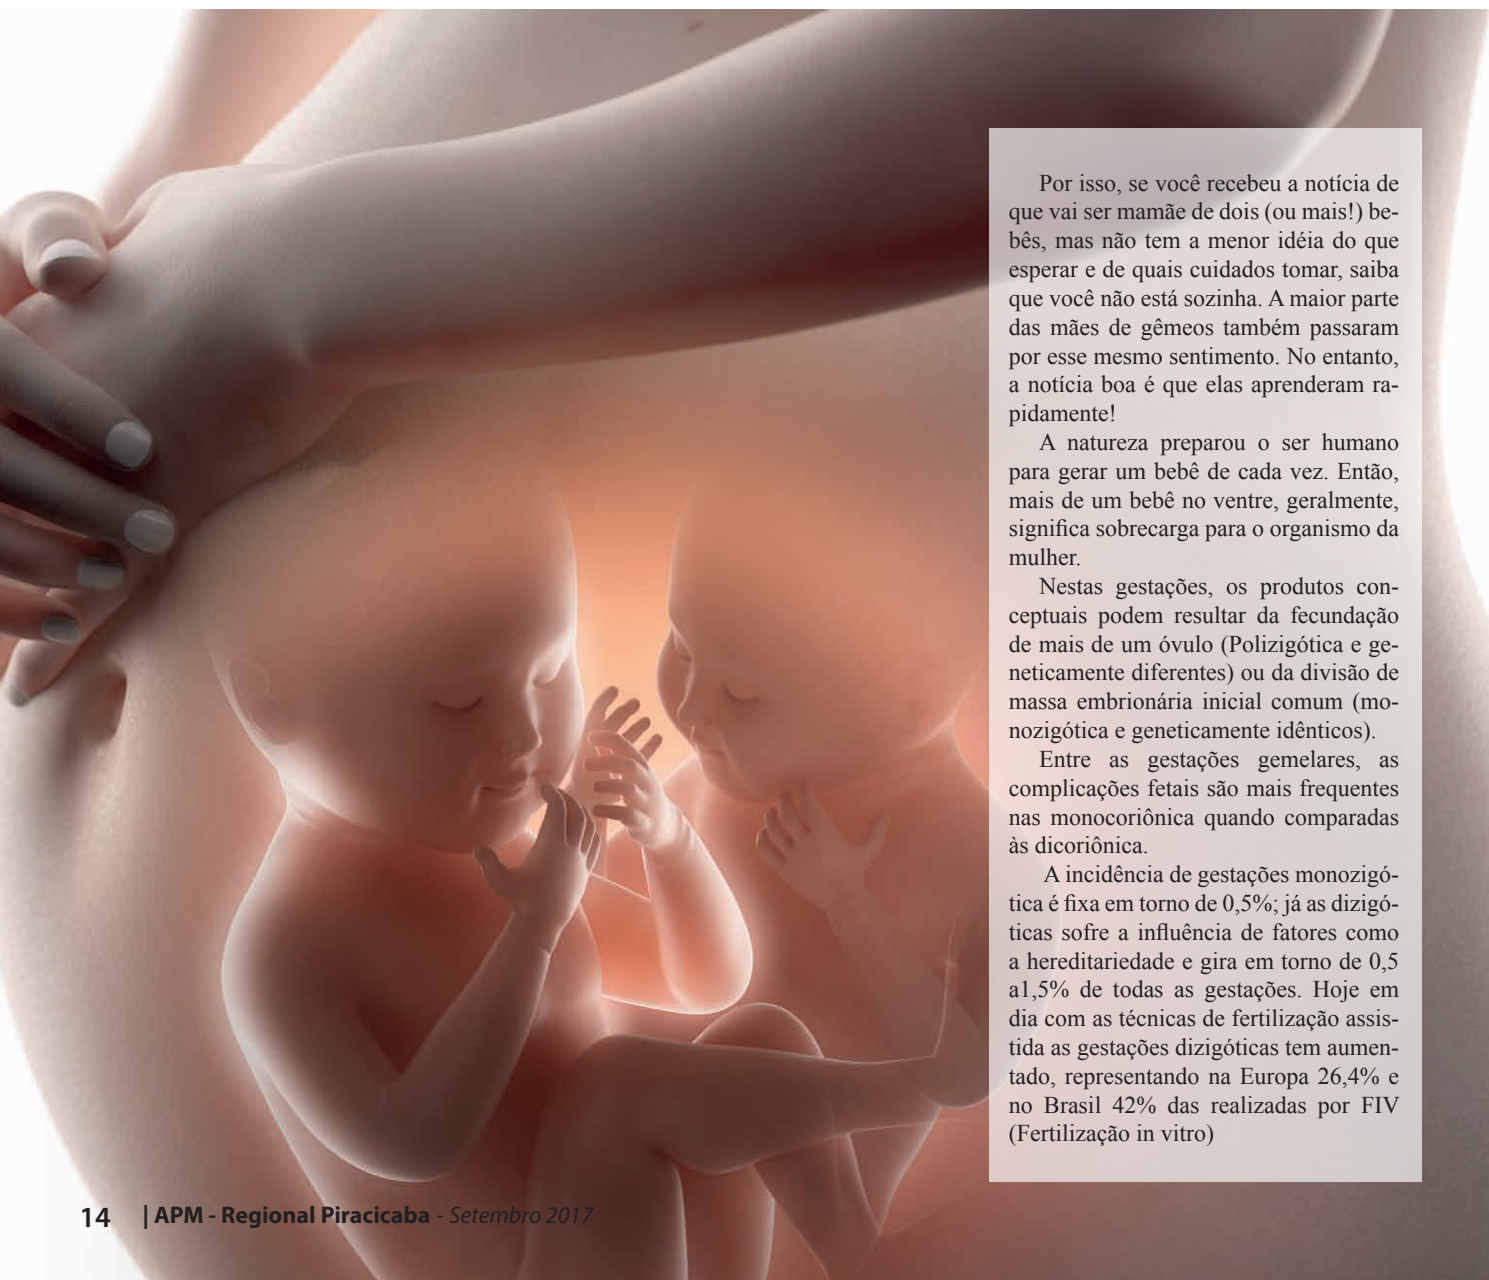 Por isso, se você recebeu a notícia de
que vai ser mamãe de dois (ou mais!) be-
bês, mas não tem a menor idéia do que
esperar e de quais cuidados tomar, saiba
que você não está sozinha. A maior parte
das mães de gêmeos também passaram
por esse mesmo sentimento. No entanto,
a notícia boa é que elas aprenderam ra-
pidamente!
A natureza preparou o ser humano
para gerar um bebê de cada vez. Então,
mais de um bebê no ventre, geralmente,
significa sobrecarga para o organismo da
mulher.
Nestas gestações, os produtos con-
ceptuais podem resultar da fecundação
de mais de um óvulo (Polizigótica e ge-
neticamente diferentes) ou da divisão de
massa embrionária inicial comum (mo-
nozigótica e geneticamente idênticos).
Entre as gestações gemelares, as
complicações fetais são mais frequentes
nas monocoriônica quando comparadas
às dicoriônica.
A incidência de gestações monozigó-
tica é fixa em torno de 0,5%; já as dizigó-
ticas sofre a influência de fatores como
a hereditariedade e gira em torno de 0,5
a1,5% de todas as gestações. Hoje em
dia com as técnicas de fertilização assis-
tida as gestações dizigóticas tem aumen-
tado, representando na Europa 26,4% e
no Brasil 42% das realizadas por FIV
(Fertilização in vitro)
14 | APM - Regional Piracicaba - Setembro 2017